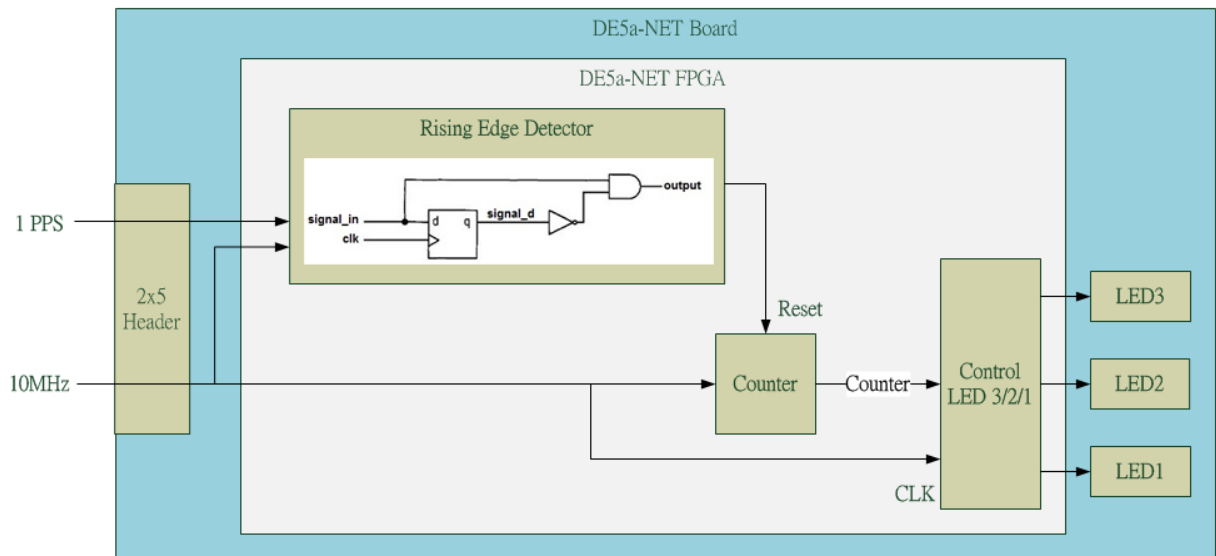 DE5a-NET Board
DE5a-NET FPGA
Rising Edge Detector
output
signal_in
d
q
signal_d
clk
1 PPS
2x5
Header
10MHz
Reset
Counter
Counter
Control
LED 3/2/1
CLK
LED3
LED2
LED1